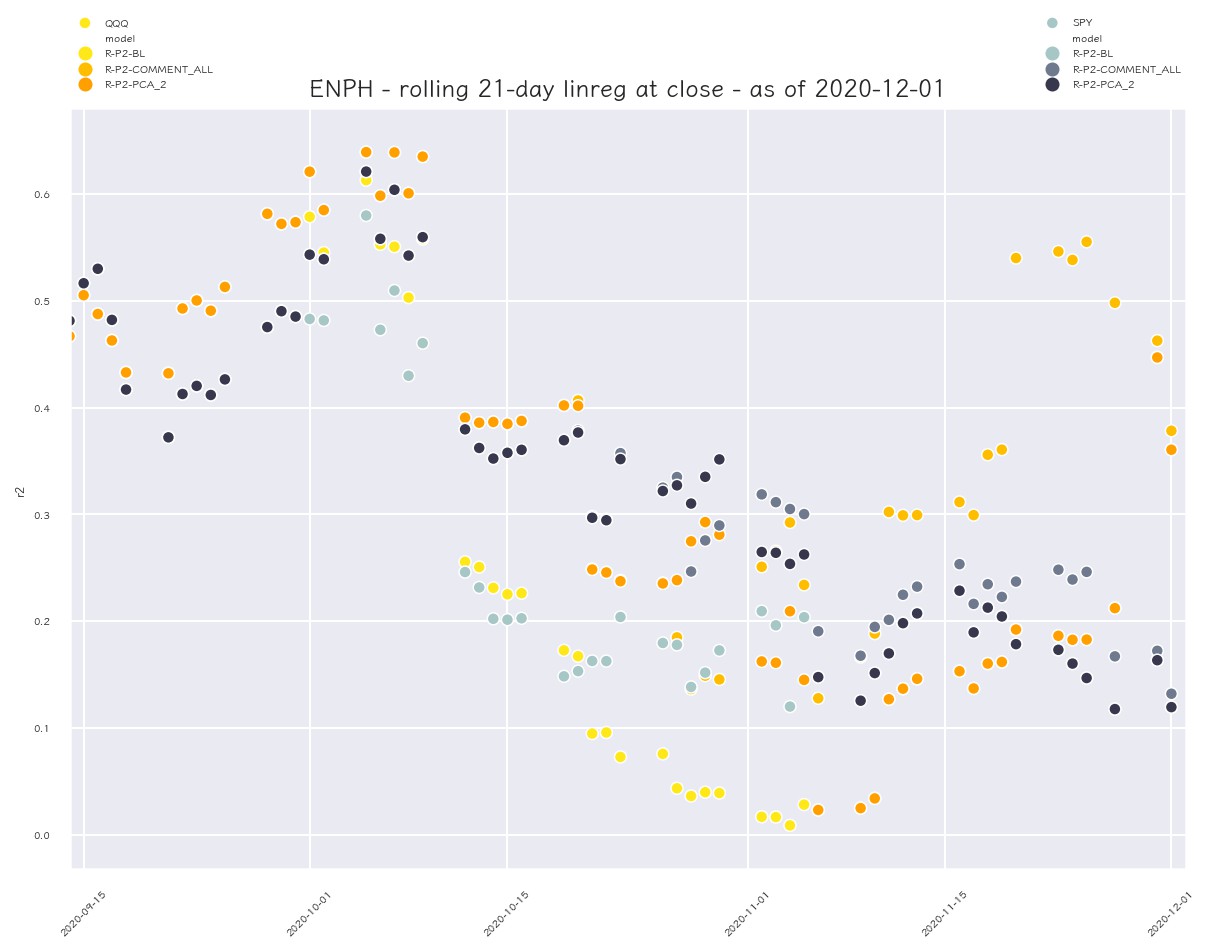 QQQ
model
R-P2-BL
R-P2-COMMENT_ALL
R-P2-PCA_2
SPY
model
R-P2-BL
R-P2-COMMENT_ALL
R-P2-PCA_2
ENPH - rolling 21-day linreg at close - as of 2020-12-01
r2
0.6
0.5
0.4
0.3
0.2
0.1
0.0
2020-09-15
2020-10-01
2020-10-15
2020-11-01
2020-11-15
2020-12-01